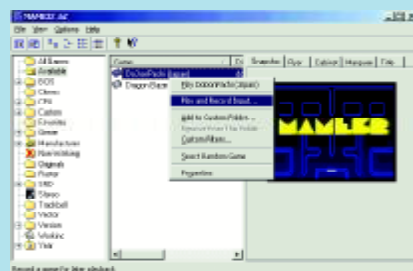 MAME32 .62
File View Options Help
All Games
Available
BIOS
Clones
CPU
Custom
Favorites
Genre
Manufacturer
Non-Working
Originals
Raster
SND
Stereo
Trackball
Vector
Version
Working
Year
DoDonPachi (Japan)
Dragon Blaze
Play DoDonPachi (Japan)
Play and Record Input...
Add to Custom Folder...
Remove From This Folder
Custom Filters...
Select Random Game
Properties
Snapshot Flyer Cabinet Marquee Title
MAME32
Record a game for later playback